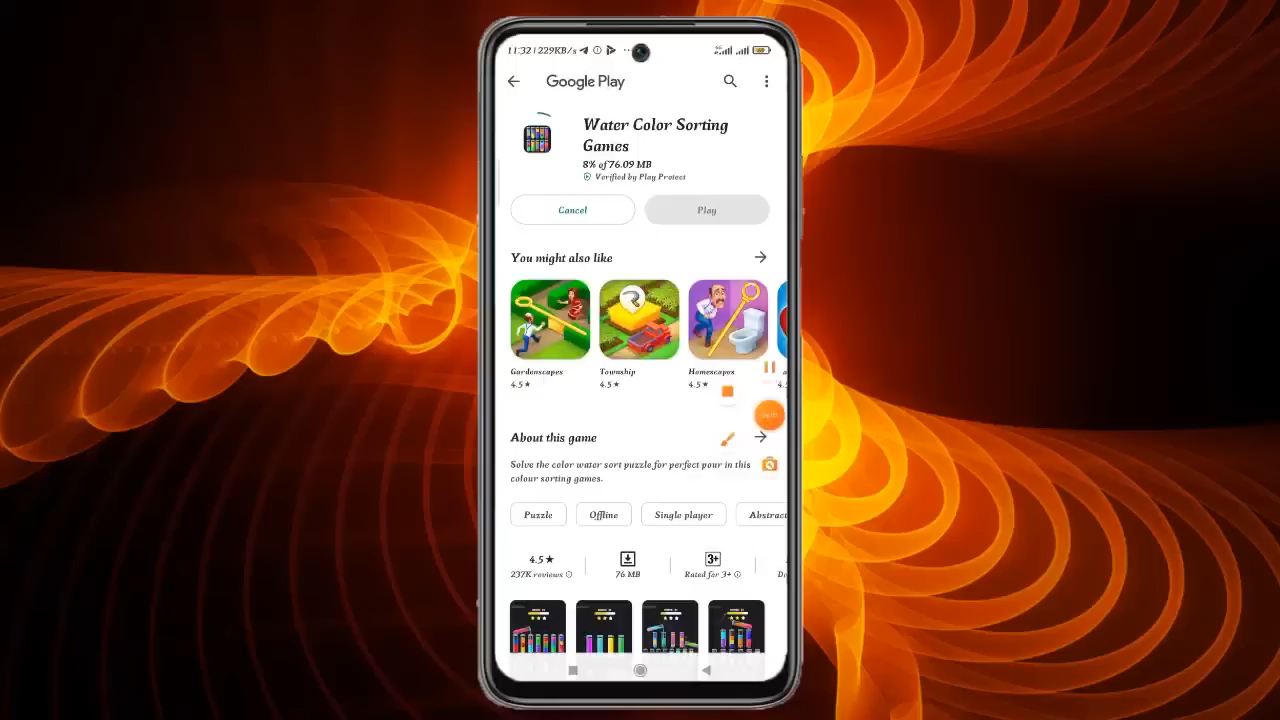 11:32 | 229KB/s
Google Play
Water Color Sorting
Games
8% of 76.09 MB
Verified by Play Protect
Cancel
Play
You might also like
Gardenscapes
Township
Homescapes
4.5★
4.5★
4.5★
4.
About this game
Solve the color water sort puzzle,for perfect pour in this
colour sorting games.
Puzzle
Offline
Single player
Abstract
4.5★
3+
237K reviews
76 MB
Rated for 3+